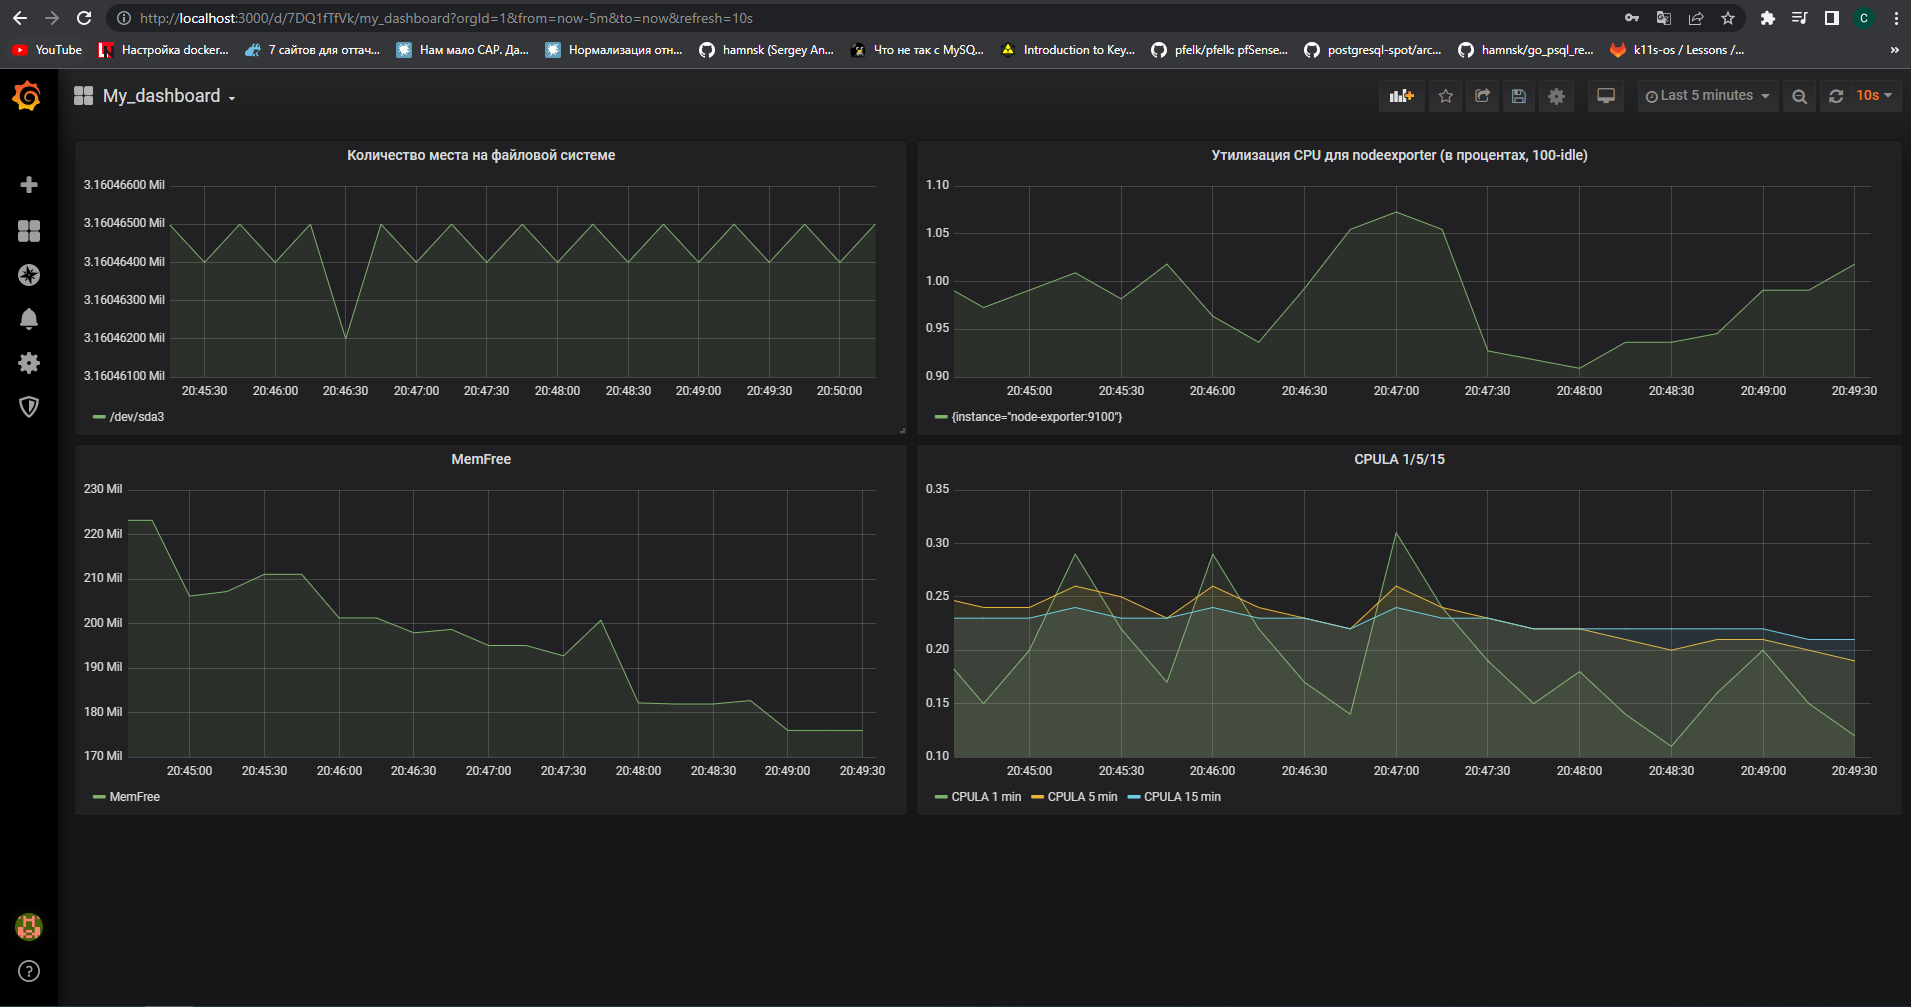 http://localhost:3000/d/7DQ1fTfVk/my_dashboard?orgId=1&from=now-5m&to=now&refresh=10s
C
YouTube Настройка docker... 7 сайтов для оттач... Нам мало CAP. Да... Нормализация отн... hamnsk (Sergey An... Что не так с MySQ... Introduction to Key... pfelk/pfelk: pfSense... postgresql-spot/arc... hamnsk/go_psql_re... k11s-os / Lessons /... »
My_dashboard
Last 5 minutes
10s
Количество места на файловой системе
3.16046600 Mil
3.16046500 Mil
3.16046400 Mil
3.16046300 Mil
3.16046200 Mil
3.16046100 Mil
20:45:30 20:46:00 20:46:30 20:47:00 20:47:30 20:48:00 20:48:30 20:49:00 20:49:30 20:50:00
/dev/sda3
Утилизация CPU для nodeexporter (в процентах, 100-idle)
1.10
1.05
1.00
0.95
0.90
20:45:00 20:45:30 20:46:00 20:46:30 20:47:00 20:47:30 20:48:00 20:48:30 20:49:00 20:49:30
{instance="node-exporter:9100"}
MemFree
230 Mil
220 Mil
210 Mil
200 Mil
190 Mil
180 Mil
170 Mil
20:45:00 20:45:30 20:46:00 20:46:30 20:47:00 20:47:30 20:48:00 20:48:30 20:49:00 20:49:30
MemFree
CPULA 1/5/15
0.35
0.30
0.25
0.20
0.15
0.10
20:45:00 20:45:30 20:46:00 20:46:30 20:47:00 20:47:30 20:48:00 20:48:30 20:49:00 20:49:30
CPULA 1 min CPULA 5 min CPULA 15 min